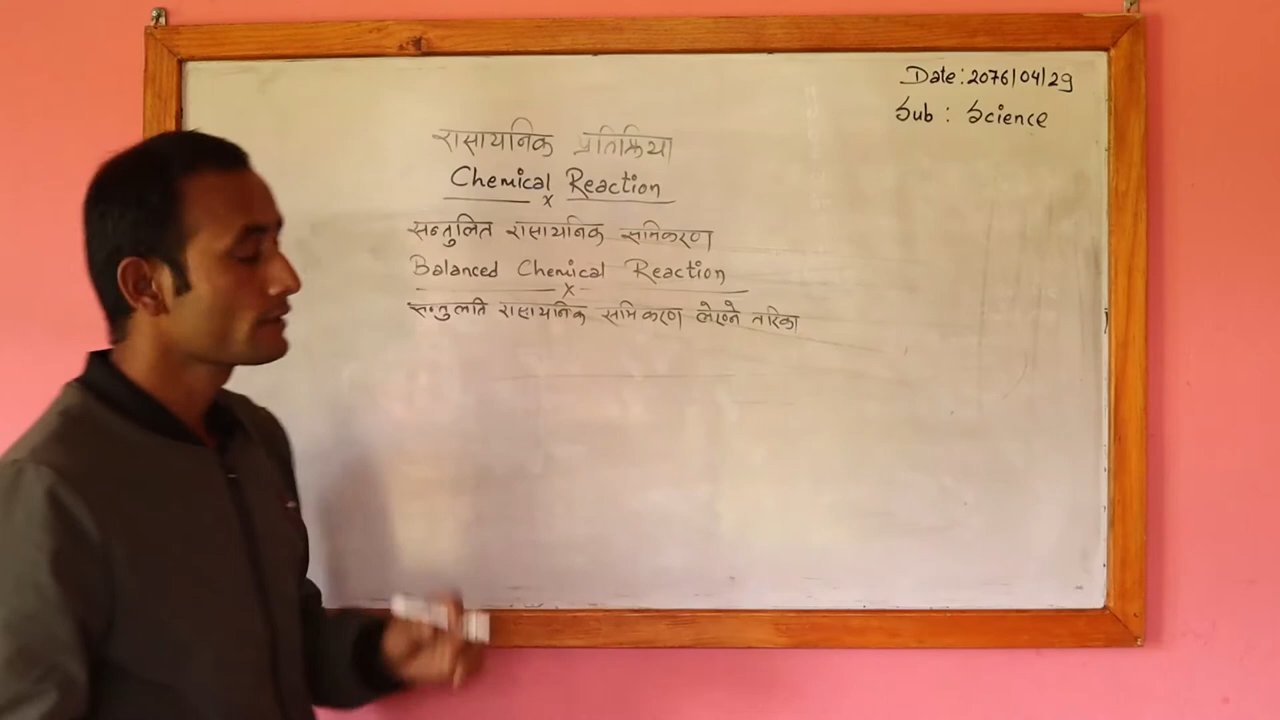 Date: 2076/04/29
Sub : Science
रासायनिक प्रतिक्रिया
Chemical Reaction
x
सन्तुलित रासायनिक समिकरण
Balanced Chemical Reaction
x
सन्तुलति रासायनिक समिकरण लेख्ने तरिका